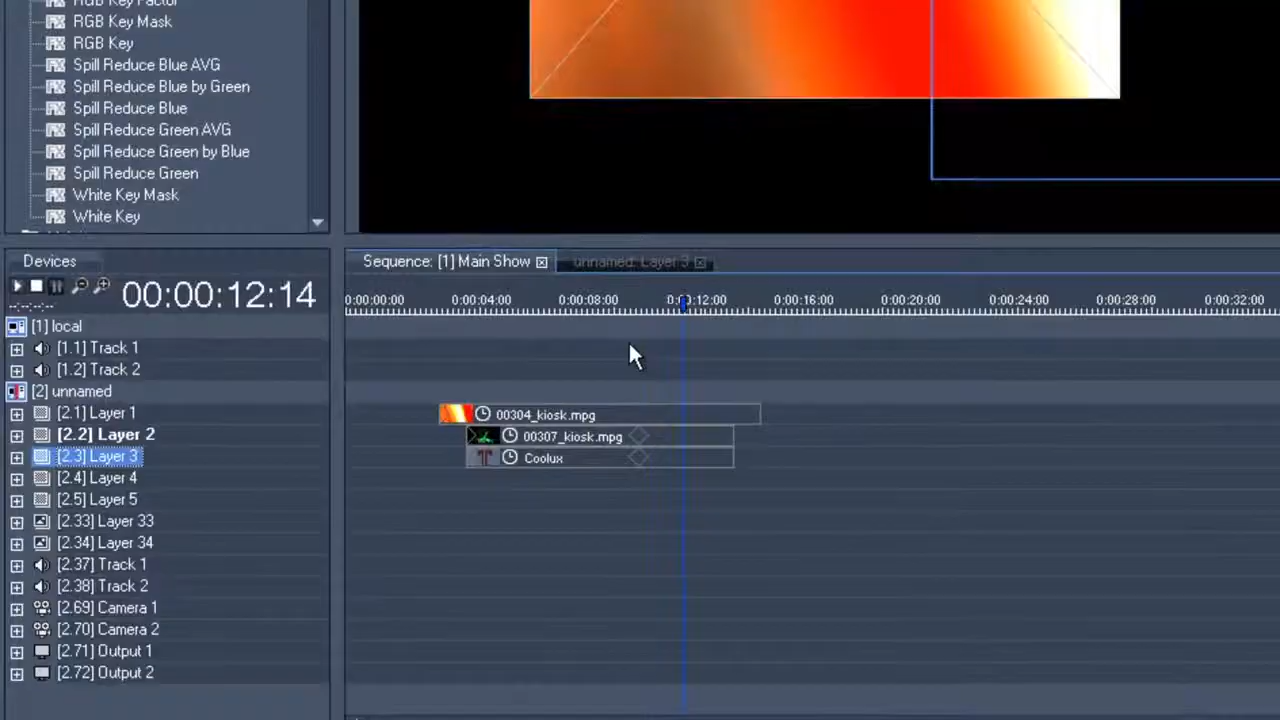 RGB Key Factor
RGB Key Mask
RGB Key
Spill Reduce Blue AVG
Spill Reduce Blue by Green
Spill Reduce Blue
Spill Reduce Green AVG
Spill Reduce Green by Blue
Spill Reduce Green
White Key Mask
White Key
Devices
00:00:12:14
Sequence: [1] Main Show
unnamed: Layer 3
0:00:00:00 0:00:04:00 0:00:08:00 0:00:12:00 0:00:16:00 0:00:20:00 0:00:24:00 0:00:28:00 0:00:32:00
[1] local
[1.1] Track 1
[1.2] Track 2
[2] unnamed
[2.1] Layer 1
00304_kiosk.mpg
[2.2] Layer 2
00307_kiosk.mpg
[2.3] Layer 3
Coolux
[2.4] Layer 4
[2.5] Layer 5
[2.33] Layer 33
[2.34] Layer 34
[2.37] Track 1
[2.38] Track 2
[2.69] Camera 1
[2.70] Camera 2
[2.71] Output 1
[2.72] Output 2